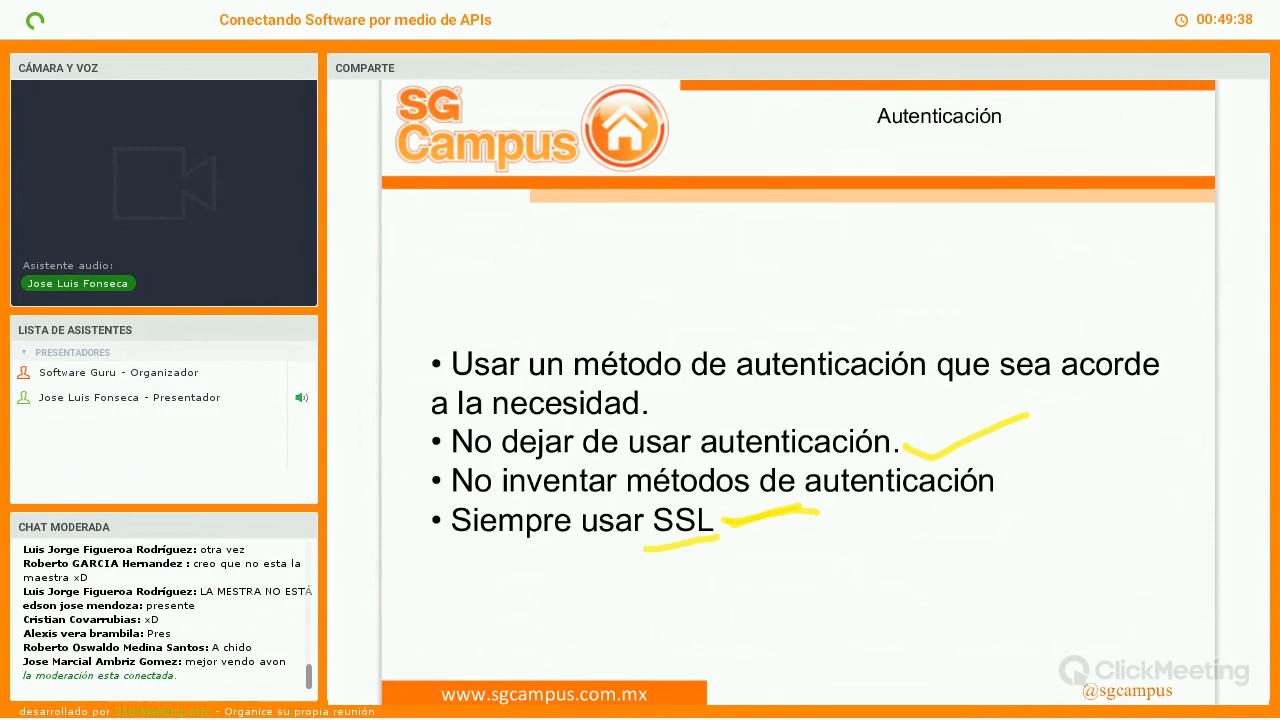 Conectando Software por medio de APIs
00:49:38
CÁMARA Y VOZ
Asistente audio:
Jose Luis Fonseca
LISTA DE ASISTENTES
PRESENTADORES
Software Guru - Organizador
Jose Luis Fonseca - Presentador
CHAT MODERADA
Luis Jorge Figueroa Rodríguez: otra vez
Roberto GARCIA Hernandez : creo que no esta la
maestra xD
Luis Jorge Figueroa Rodríguez: LA MESTRA NO ESTÁ
edson jose mendoza: presente
Cristian Covarrubias: xD
Alexis vera brambila: Pres
Roberto Oswaldo Medina Santos: A chido
Jose Marcial Ambriz Gomez: mejor vendo avon
la moderación esta conectada.
COMPARTE
SG
Campus
Autenticación
• Usar un método de autenticación que sea acorde
a la necesidad.
• No dejar de usar autenticación.
• No inventar métodos de autenticación
• Siempre usar SSL
ClickMeeting
www.sgcampus.com.mx
@sgcampus
desarrollado por ClickMeeting.com - Organice su propia reunión